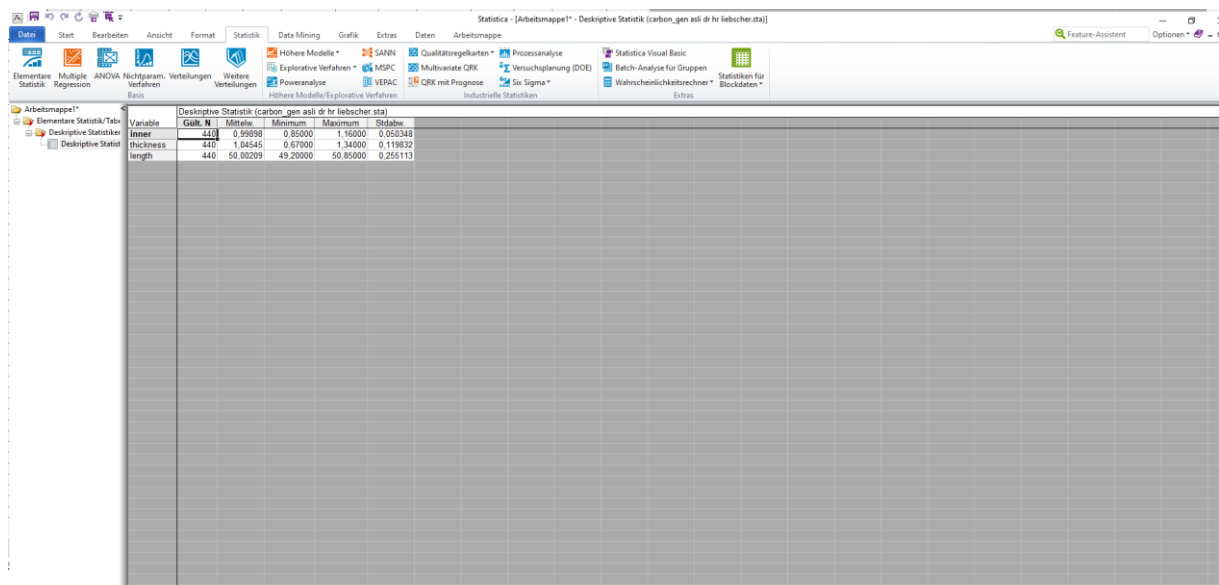 Statistica - [Arbeitsmappe1* - Deskriptive Statistik (carbon_gen asli dr hr liebscher.sta)]
Datei Start Bearbeiten Ansicht Format Statistik Data Mining Grafik Extras Daten Arbeitsmappe Feature-Assistent Optionen
Elementare Statistik
Multiple Regression
ANOVA
Nichtparam. Verfahren
Verteilungen
Weitere Verteilungen
Basis
Höhere Modelle
Explorative Verfahren
Poweranalyse
SANN
MSPC
VEPAC
Höhere Modelle/Explorative Verfahren
Qualitätsregelkarten
Multivariate QRK
QRK mit Prognose
Prozessanalyse
Versuchsplanung (DOE)
Six Sigma
Industrielle Statistiken
Statistica Visual Basic
Batch-Analyse für Gruppen
Wahrscheinlichkeitsrechner
Statistiken für Blockdaten
Extras
Arbeitsmappe1*
Elementare Statistik/Tabe
Deskriptive Statistiken
Deskriptive Statist
Deskriptive Statistik (carbon_gen asli dr hr liebscher.sta)
Variable Gült. N Mittelw. Minimum Maximum Stdabw.
inner 440 0,99898 0,85000 1,16000 0,050348
thickness 440 1,04545 0,67000 1,34000 0,119832
length 440 50,00209 49,20000 50,85000 0,255113